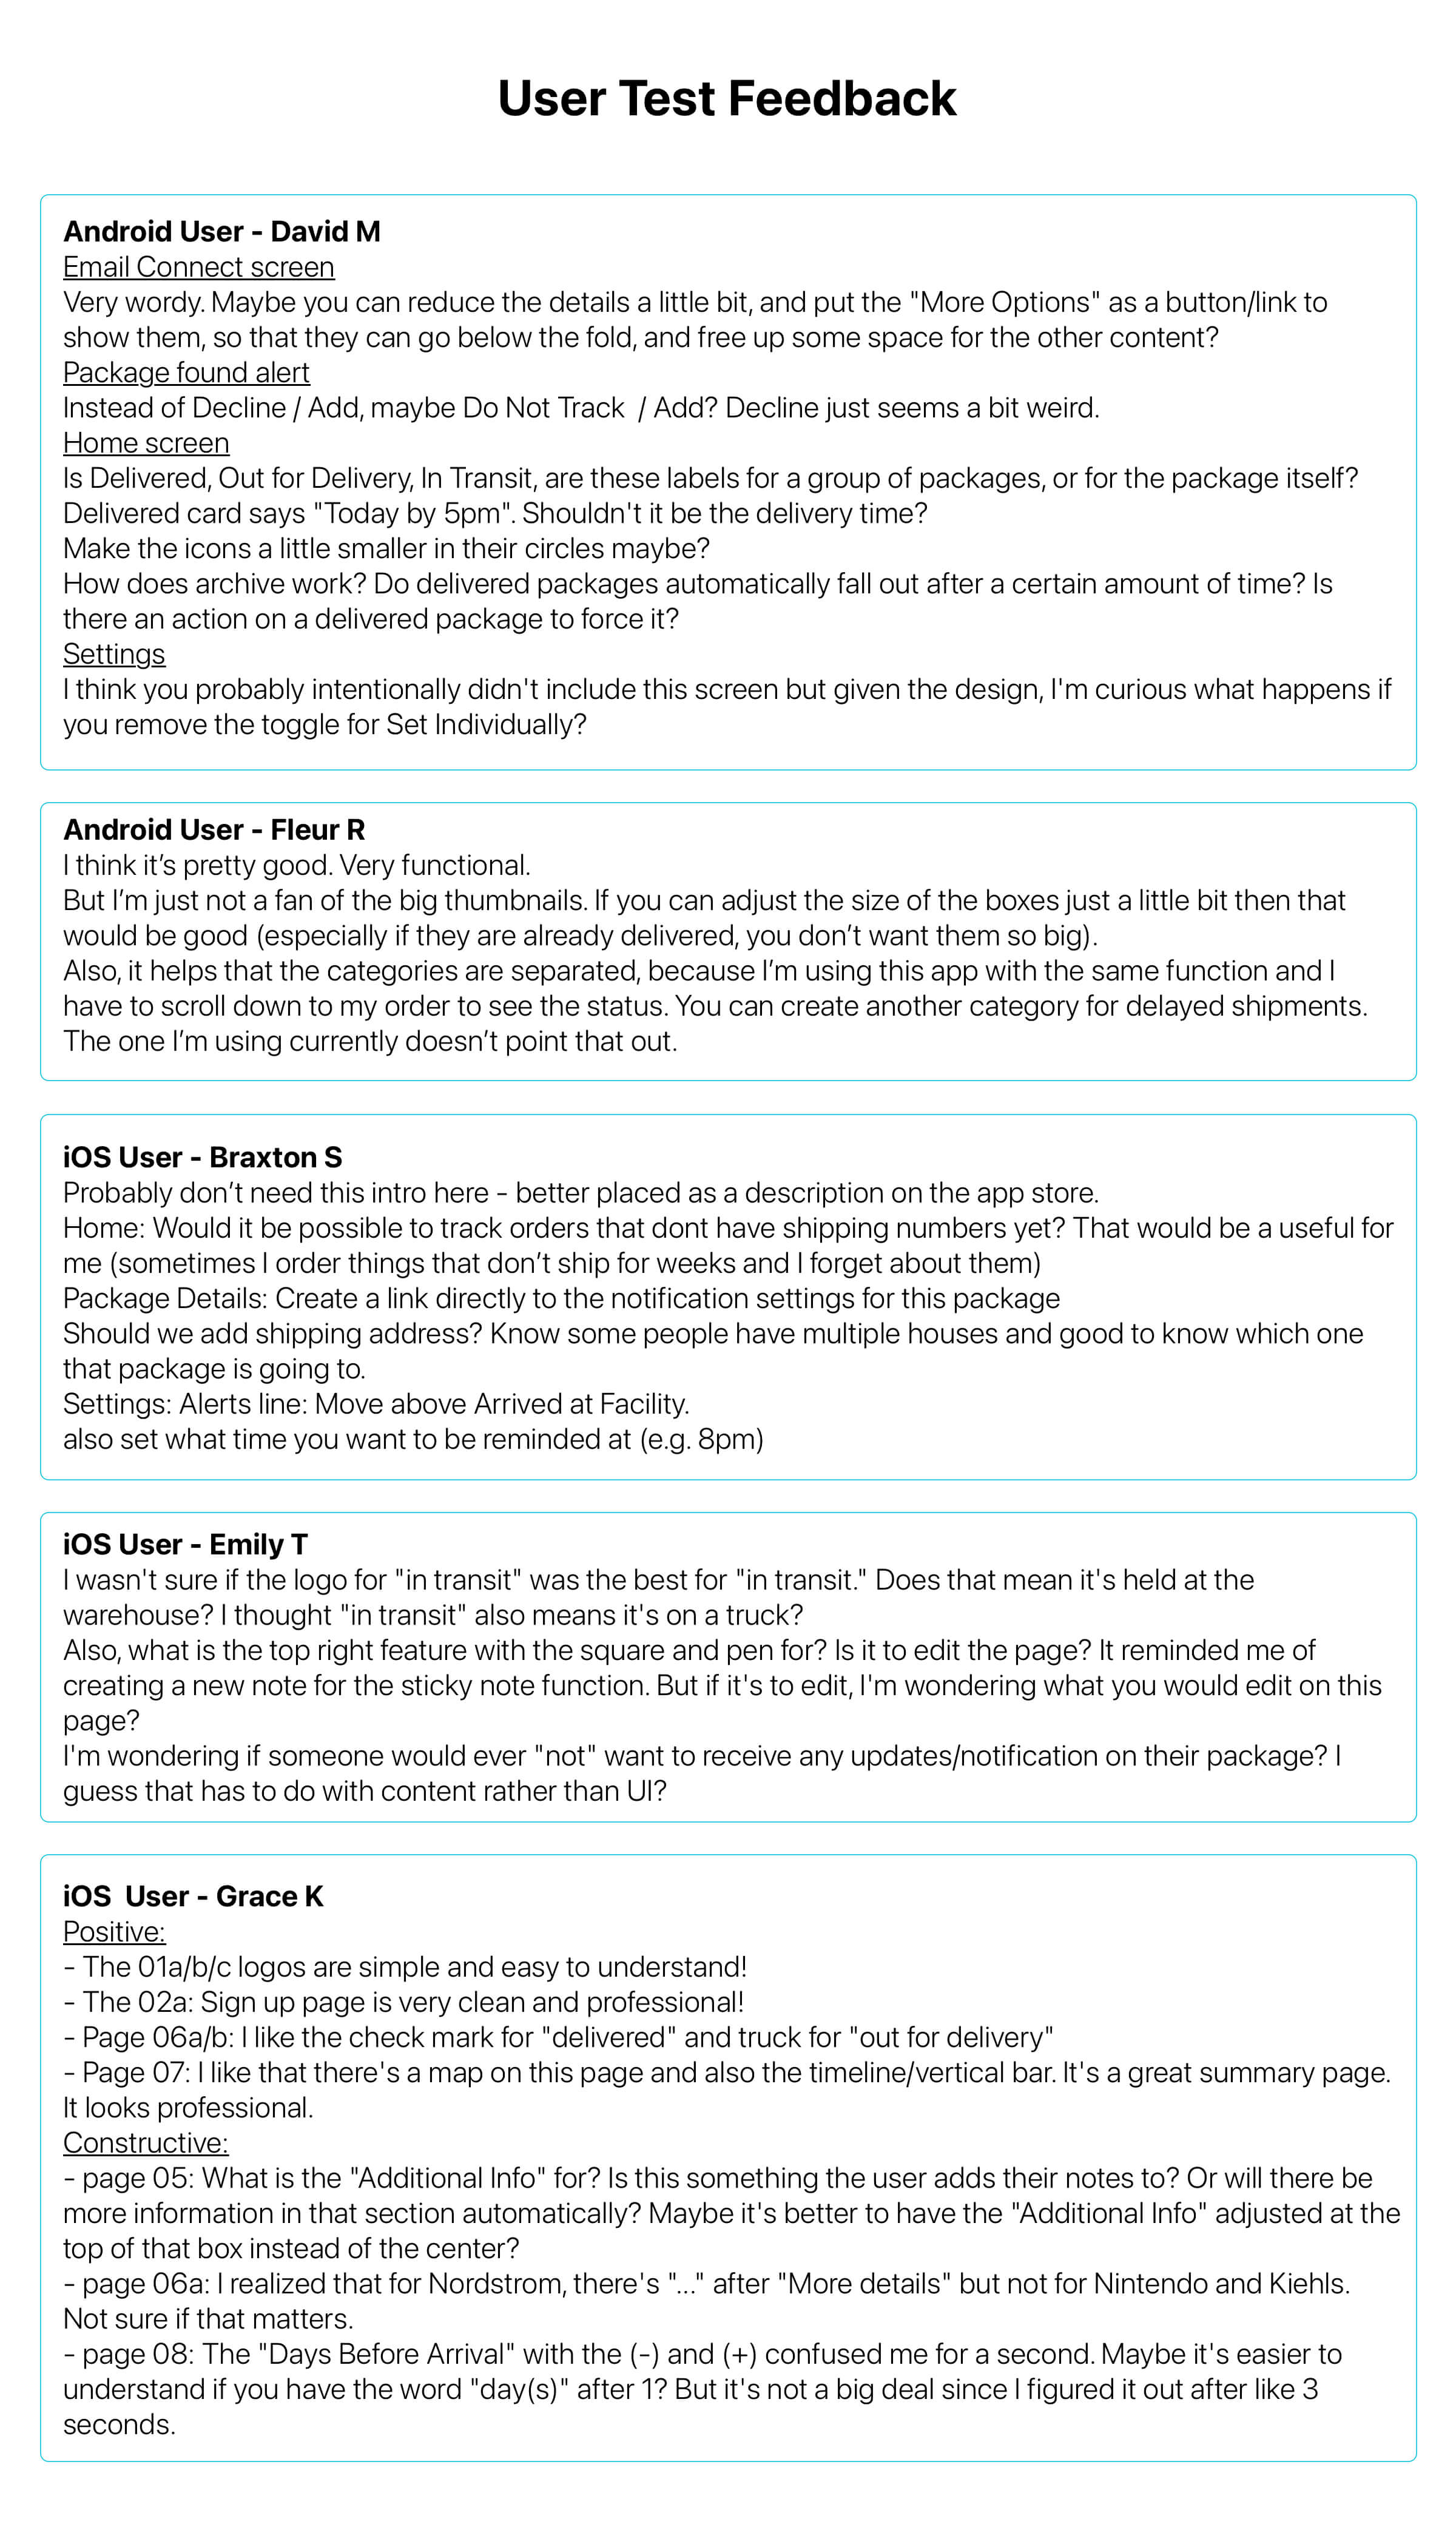 User Test Feedback
Android User - David M
Email Connect screen
Very wordy. Maybe you can reduce the details a little bit, and put the "More Options" as a button/link to
show them, so that they can go below the fold, and free up some space for the other content?
Package found alert
Instead of Decline / Add, maybe Do Not Track  / Add? Decline just seems a bit weird.
Home screen
Is Delivered, Out for Delivery, In Transit, are these labels for a group of packages, or for the package itself?
Delivered card says "Today by 5pm". Shouldn't it be the delivery time?
Make the icons a little smaller in their circles maybe?
How does archive work? Do delivered packages automatically fall out after a certain amount of time? Is
there an action on a delivered package to force it?
Settings
I think you probably intentionally didn't include this screen but given the design, I'm curious what happens if
you remove the toggle for Set Individually?
Android User - Fleur R
I think it’s pretty good. Very functional.
But I’m just not a fan of the big thumbnails. If you can adjust the size of the boxes just a little bit then that
would be good (especially if they are already delivered, you don’t want them so big).
Also, it helps that the categories are separated, because I’m using this app with the same function and I
have to scroll down to my order to see the status. You can create another category for delayed shipments.
The one I’m using currently doesn’t point that out.
iOS User - Braxton S
Probably don’t need this intro here - better placed as a description on the app store.
Home: Would it be possible to track orders that dont have shipping numbers yet? That would be a useful for
me (sometimes I order things that don’t ship for weeks and I forget about them)
Package Details: Create a link directly to the notification settings for this package
Should we add shipping address? Know some people have multiple houses and good to know which one
that package is going to.
Settings: Alerts line: Move above Arrived at Facility.
also set what time you want to be reminded at (e.g. 8pm)
iOS User - Emily T
I wasn't sure if the logo for "in transit" was the best for "in transit." Does that mean it's held at the
warehouse? I thought "in transit" also means it's on a truck?
Also, what is the top right feature with the square and pen for? Is it to edit the page? It reminded me of
creating a new note for the sticky note function. But if it's to edit, I'm wondering what you would edit on this
page?
I'm wondering if someone would ever "not" want to receive any updates/notification on their package? I
guess that has to do with content rather than UI?
iOS  User - Grace K
Positive:
- The 01a/b/c logos are simple and easy to understand!
- The 02a: Sign up page is very clean and professional!
- Page 06a/b: I like the check mark for "delivered" and truck for "out for delivery"
- Page 07: I like that there's a map on this page and also the timeline/vertical bar. It's a great summary page.
It looks professional.
Constructive:
- page 05: What is the "Additional Info" for? Is this something the user adds their notes to? Or will there be
more information in that section automatically? Maybe it's better to have the "Additional Info" adjusted at the
top of that box instead of the center?
- page 06a: I realized that for Nordstrom, there's "..." after "More details" but not for Nintendo and Kiehls.
Not sure if that matters.
- page 08: The "Days Before Arrival" with the (-) and (+) confused me for a second. Maybe it's easier to
understand if you have the word "day(s)" after 1? But it's not a big deal since I figured it out after like 3
seconds.